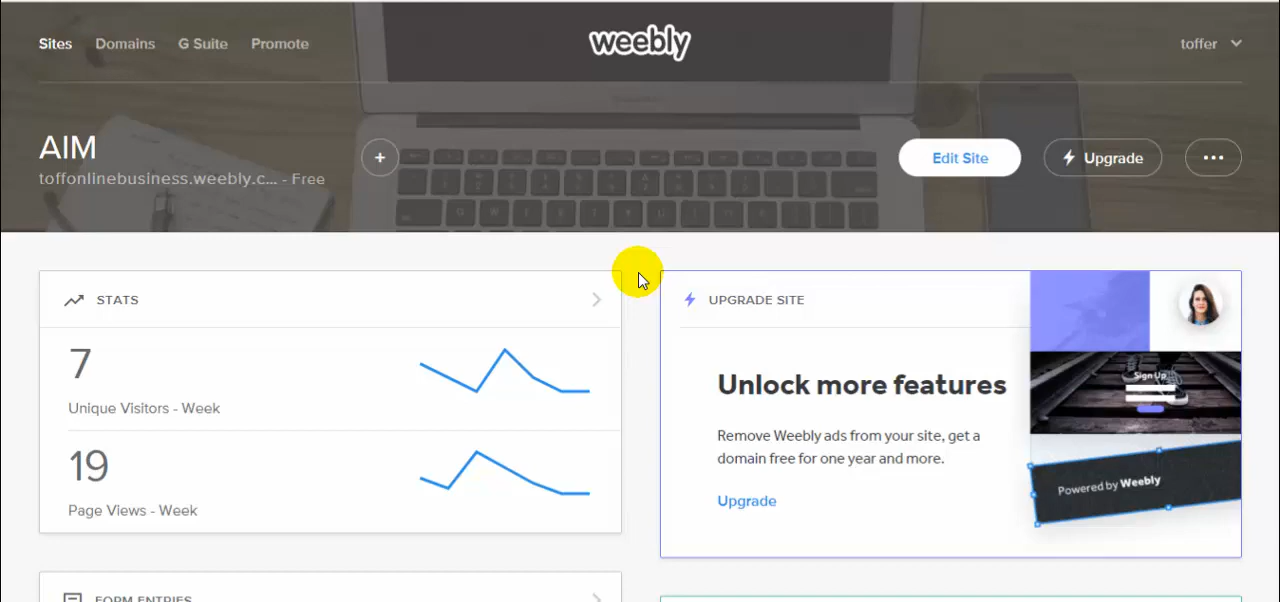 Sites Domains G Suite Promote
weebly
toffer
AIM
toffonlinebusiness.weebly.c... - Free
+
Edit Site
Upgrade
STATS
7
Unique Visitors - Week
19
Page Views - Week
UPGRADE SITE
Unlock more features
Remove Weebly ads from your site, get a
domain free for one year and more.
Upgrade
Sign Up
Powered by Weebly
FORM ENTRIES